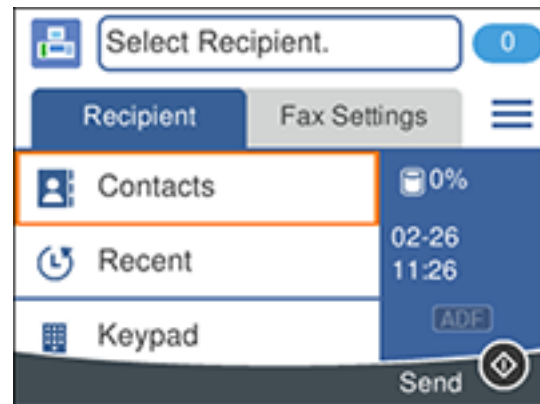 Select Recipient.
0
Recipient
Fax Settings
Contacts
0%
Recent
02-26
11:26
Keypad
ADF
Send